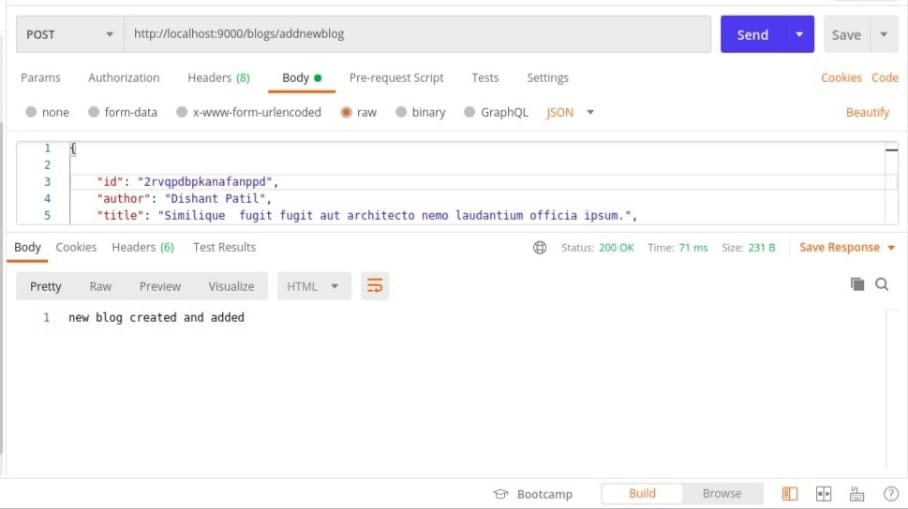 POST http://localhost:9000/blogs/addnewblog Send Save
Params Authorization Headers (8) Body Pre-request Script Tests Settings Cookies Code
none form-data x-www-form-urlencoded raw binary GraphQL JSON Beautify
1 {
2
3 "id": "2rvqpdbpkanafanppd",
4 "author": "Dishant Patil",
5 "title": "Similique  fugit fugit aut architecto nemo laudantium officia ipsum.",
Body Cookies Headers (6) Test Results Status: 200 OK Time: 71 ms Size: 231 B Save Response
Pretty Raw Preview Visualize HTML
1 new blog created and added
Bootcamp Build Browse